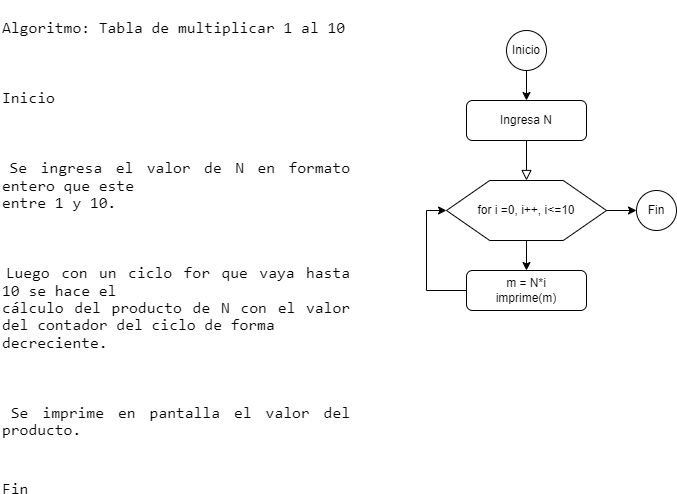 Algoritmo: Tabla de multiplicar 1 al 10
Inicio
Se ingresa el valor de N en formato
entero que este
entre 1 y 10.
Luego con un ciclo for que vaya hasta
10 se hace el
cálculo del producto de N con el valor
del contador del ciclo de forma
decreciente.
Se imprime en pantalla el valor del
producto.
Fin
Inicio
Ingresa N
for i =0, i++, i<=10
Fin
m = N*i
imprime(m)